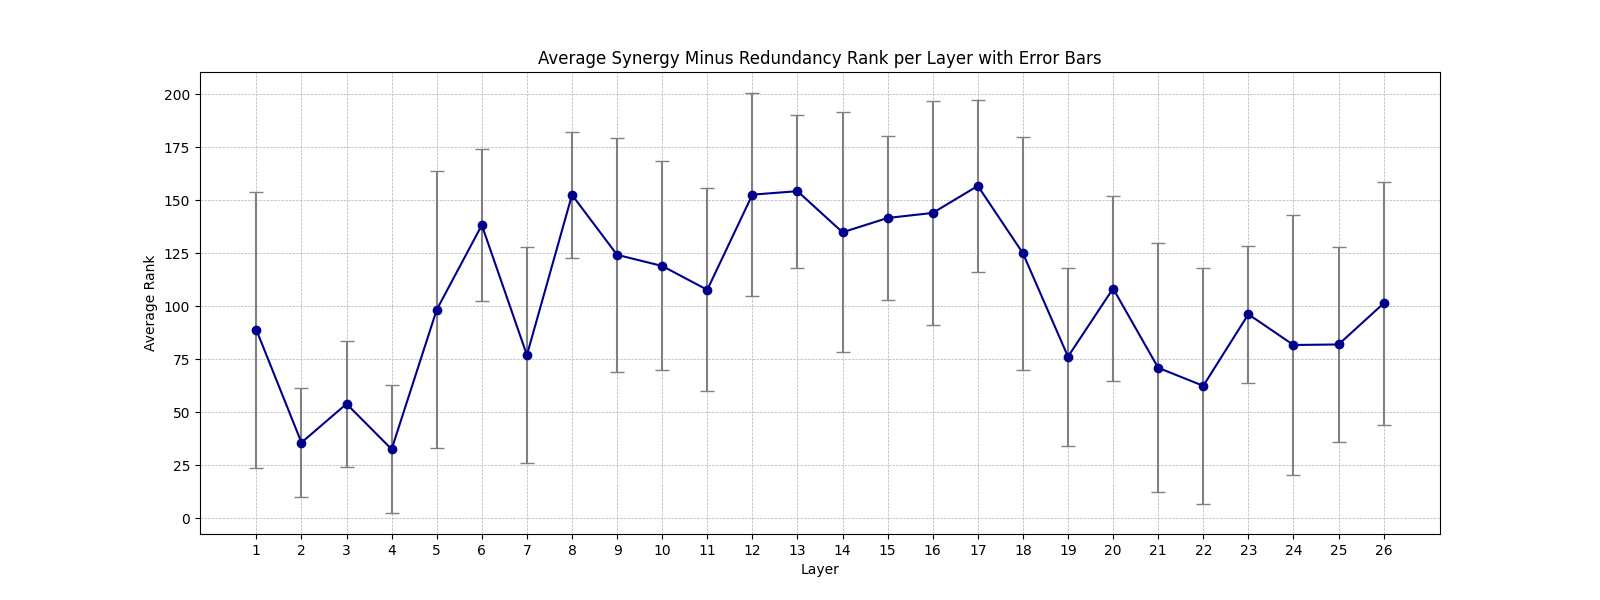 Average Synergy Minus Redundancy Rank per Layer with Error Bars
Average Rank
200
175
150
125
100
75
50
25
0
1 2 3 4 5 6 7 8 9 10 11 12 13 14 15 16 17 18 19 20 21 22 23 24 25 26
Layer